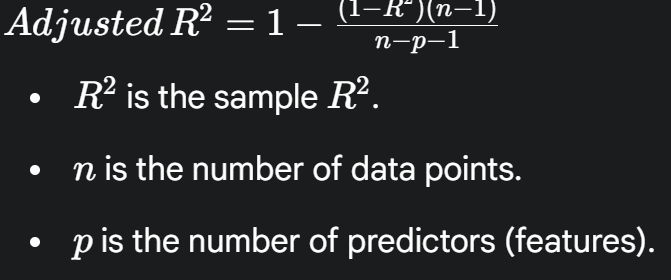 Adjusted R² = 1 − (1−R²)(n−1) / n−p−1
• R² is the sample R².
• n is the number of data points.
• p is the number of predictors (features).